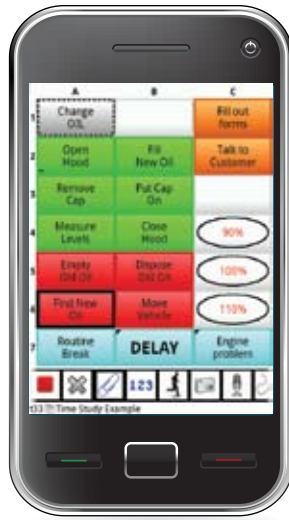 A B C
1 Change OIL Fill out forms
2 Open Hood Fill New Oil Talk to Customer
3 Remove Cap Put Cap On
4 Measure Levels Close Hood 90%
5 Empty Old Oil Dispose Old Oil 100%
6 Find New Oil Move Vehicle 110%
7 Routine Break DELAY Engine problem
123
Time Study Example